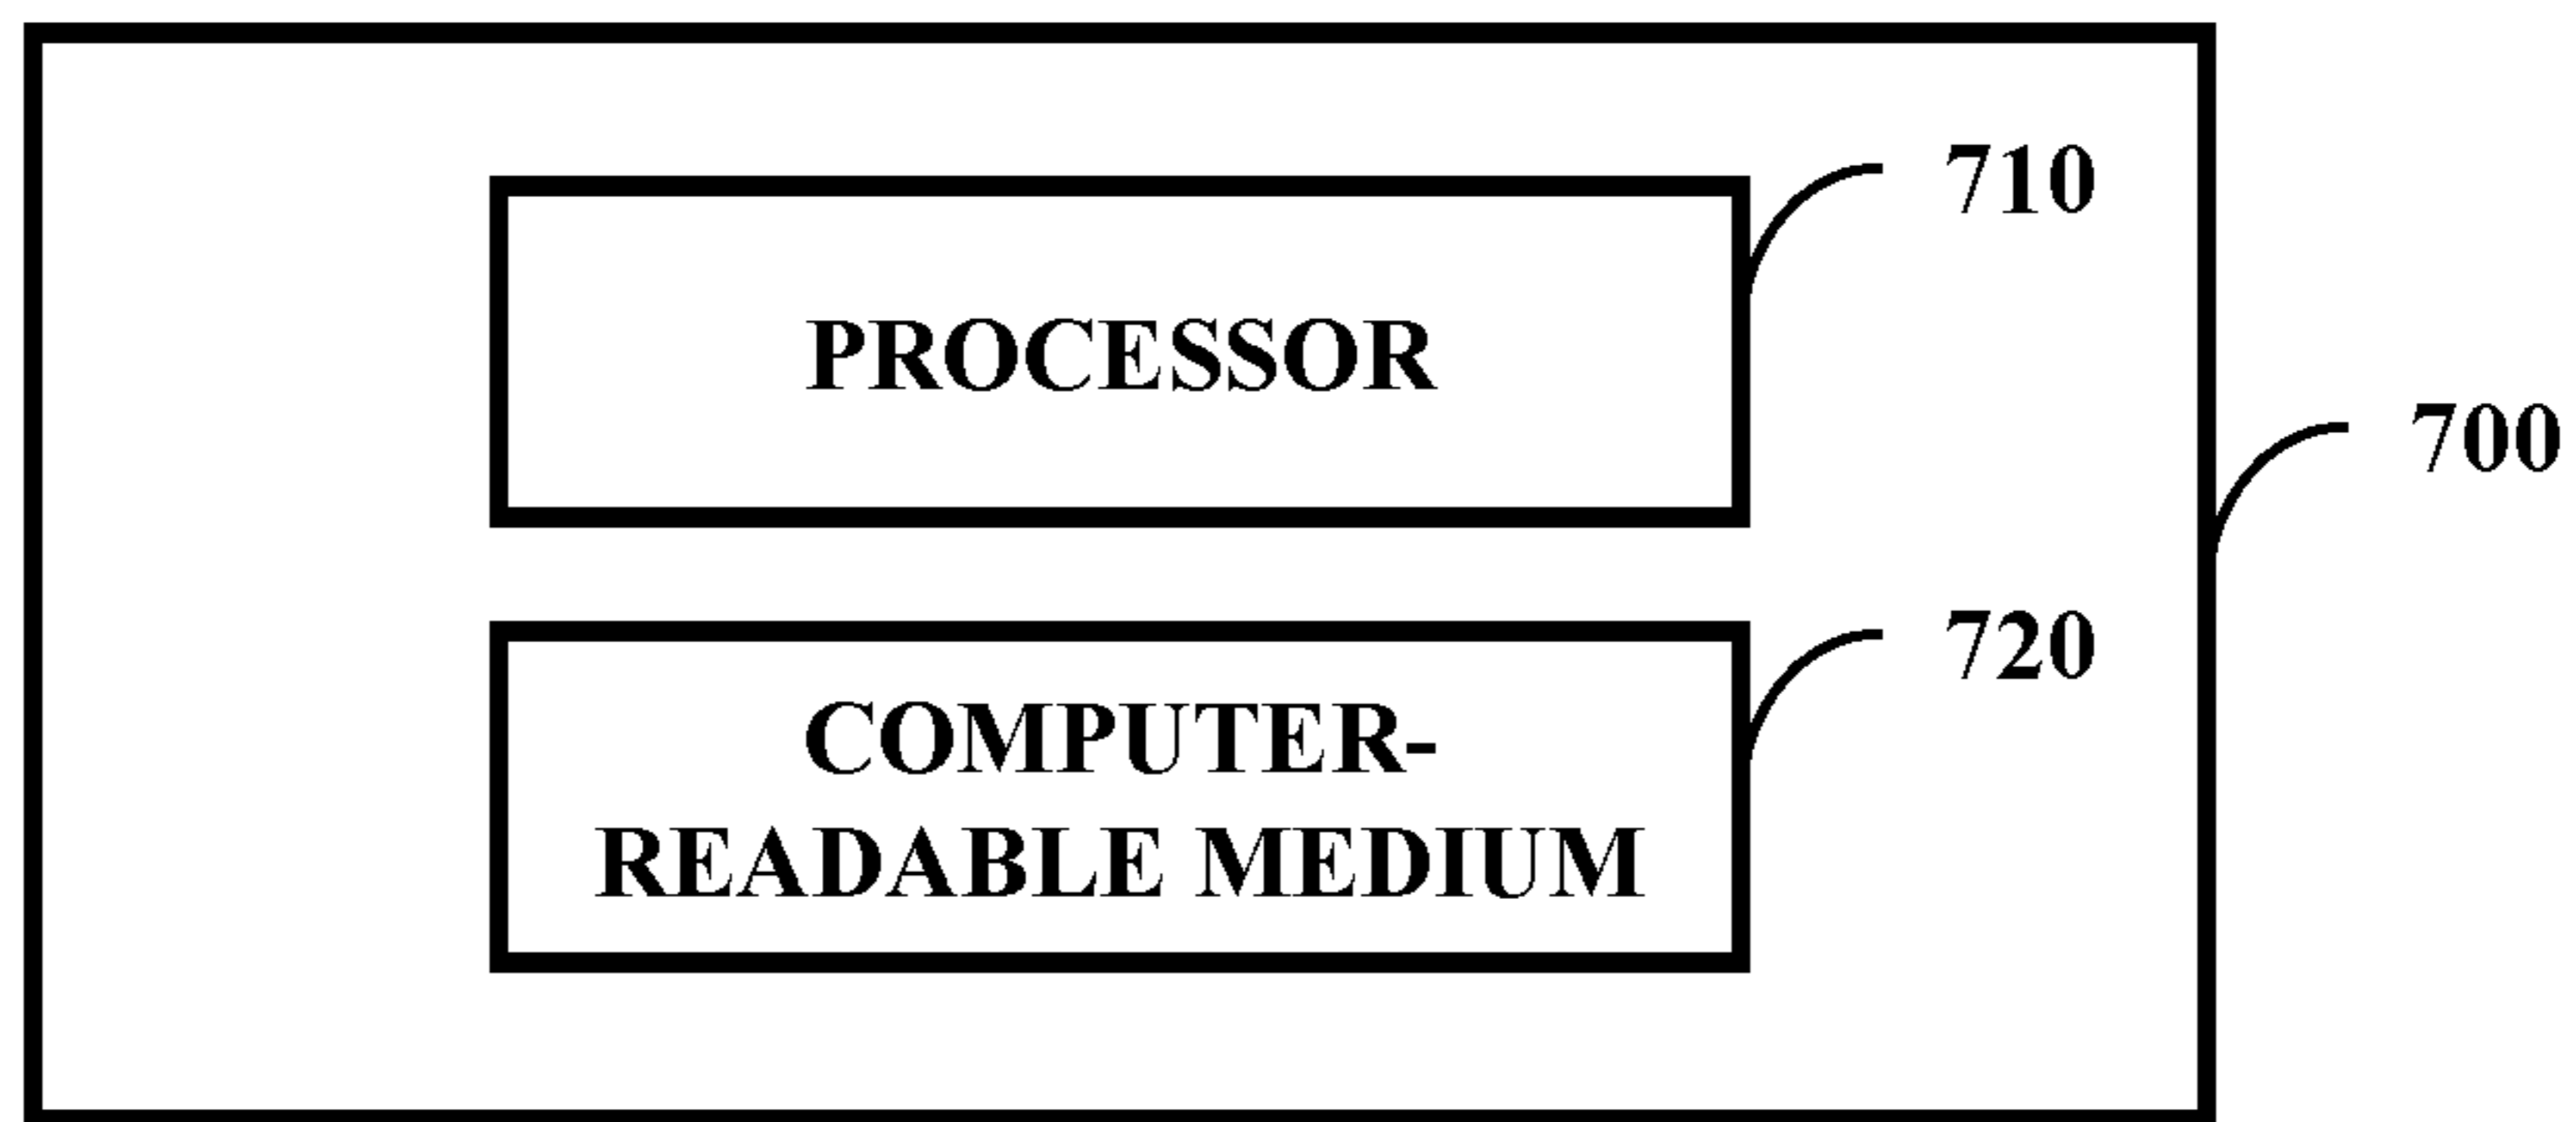 710
PROCESSOR
700
720
COMPUTER-
READABLE MEDIUM